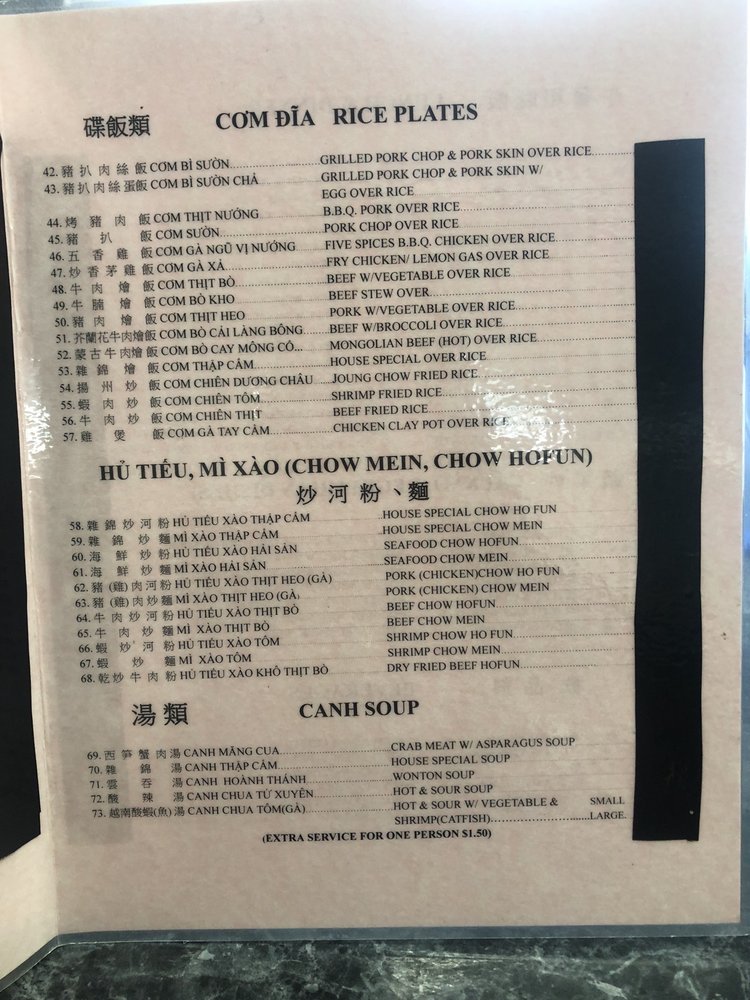 碟飯類 CƠM ĐĨA RICE PLATES
42. 豬扒肉絲飯 CƠM BÌ SƯỜN GRILLED PORK CHOP & PORK SKIN OVER RICE
43. 豬扒肉絲蛋飯 CƠM BÌ SƯỜN CHẢ GRILLED PORK CHOP & PORK SKIN W/
EGG OVER RICE
44. 烤豬肉飯 CƠM THỊT NƯỚNG B.B.Q. PORK OVER RICE
45. 豬扒飯 CƠM SƯỜN PORK CHOP OVER RICE
46. 五香雞飯 CƠM GÀ NGŨ VỊ NƯỚNG FIVE SPICES B.B.Q. CHICKEN OVER RICE
47. 炒香茅雞飯 CƠM GÀ XẢ FRY CHICKEN/ LEMON GAS OVER RICE
48. 牛肉燴飯 CƠM THỊT BÒ BEEF W/VEGETABLE OVER RICE
49. 牛腩燴飯 CƠM BÒ KHO BEEF STEW OVER
50. 豬肉燴飯 CƠM THỊT HEO PORK W/VEGETABLE OVER RICE
51. 芥蘭花牛肉燴飯 CƠM BÒ CẢI LÀNG BÔNG BEEF W/BROCCOLI OVER RICE
52. 蒙古牛肉燴飯 CƠM BÒ CAY MÔNG CỔ... MONGOLIAN BEEF (HOT) OVER RICE
53. 雜錦燴飯 CƠM THẬP CẨM HOUSE SPECIAL OVER RICE
54. 揚州炒飯 CƠM CHIÊN DƯƠNG CHÂU JOUNG CHOW FRIED RICE
55. 蝦肉炒飯 CƠM CHIÊN TÔM SHRIMP FRIED RICE
56. 牛肉炒飯 CƠM CHIÊN THỊT BEEF FRIED RICE
57. 雞煲飯 CƠM GÀ TAY CẦM CHICKEN CLAY POT OVER RICE
HỦ TIẾU, MÌ XÀO (CHOW MEIN, CHOW HOFUN)
炒河粉、麵
58. 雜錦炒河粉 HỦ TIẾU XÀO THẬP CẨM HOUSE SPECIAL CHOW HO FUN
59. 雜錦炒麵 MÌ XÀO THẬP CẨM HOUSE SPECIAL CHOW MEIN
60. 海鮮炒粉 HỦ TIẾU XÀO HẢI SẢN SEAFOOD CHOW HOFUN
61. 海鮮炒麵 MÌ XÀO HẢI SẢN SEAFOOD CHOW MEIN
62. 豬(雞)肉河粉 HỦ TIẾU XÀO THỊT HEO (GÀ) PORK (CHICKEN)CHOW HO FUN
63. 豬(雞)肉炒麵 MÌ XÀO THỊT HEO (GÀ) PORK (CHICKEN) CHOW MEIN
64. 牛肉炒河粉 HỦ TIẾU XÀO THỊT BÒ BEEF CHOW HOFUN
65. 牛肉炒麵 MÌ XÀO THỊT BÒ BEEF CHOW MEIN
66. 蝦炒河粉 HỦ TIẾU XÀO TÔM SHRIMP CHOW HO FUN
67. 蝦炒麵 MÌ XÀO TÔM SHRIMP CHOW MEIN
68. 乾炒牛肉粉 HỦ TIẾU XÀO KHÔ THỊT BÒ DRY FRIED BEEF HOFUN
湯類 CANH SOUP
69. 西筍蟹肉湯 CANH MĂNG CUA CRAB MEAT W/ ASPARAGUS SOUP
70. 雜錦湯 CANH THẬP CẨM HOUSE SPECIAL SOUP
71. 雲吞湯 CANH HOÀNH THÁNH WONTON SOUP
72. 酸辣湯 CANH CHUA TỨ XUYÊN HOT & SOUR SOUP
73. 越南酸蝦(魚)湯 CANH CHUA TÔM(GÀ) HOT & SOUR W/ VEGETABLE & SMALL
SHRIMP(CATFISH) LARGE.
(EXTRA SERVICE FOR ONE PERSON $1.50)